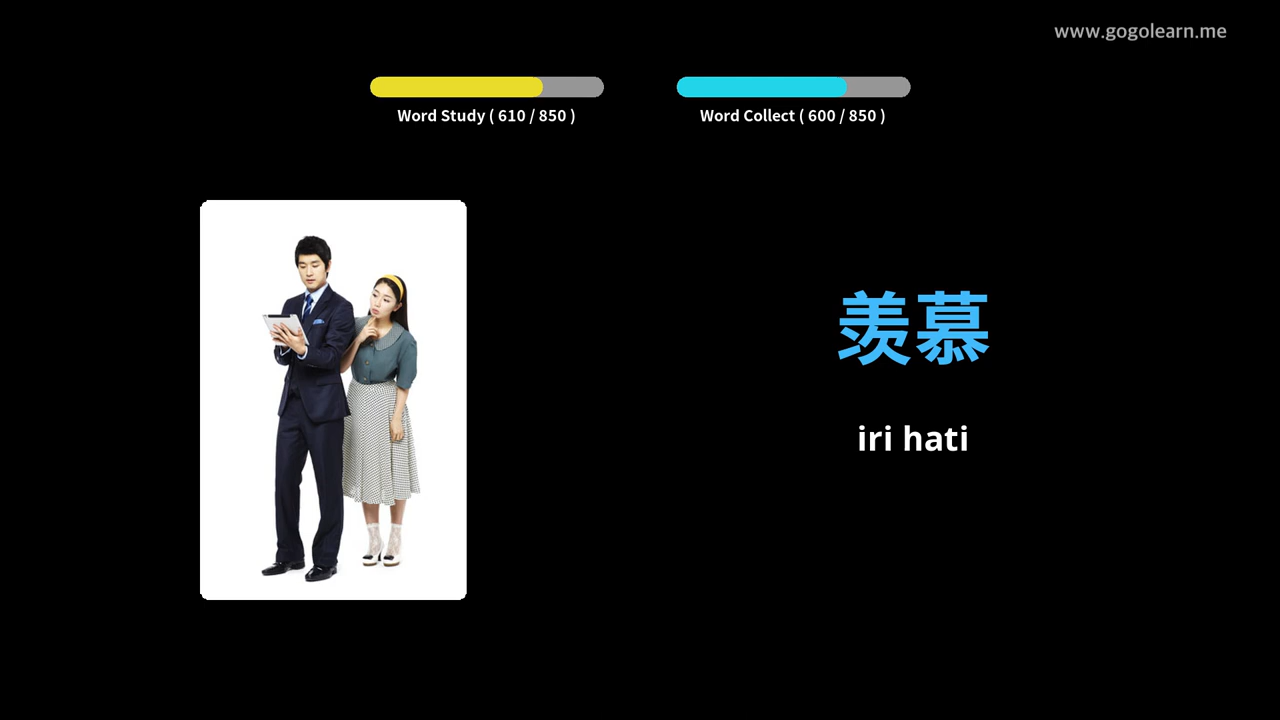 www.gogolearn.me
Word Study ( 610 / 850 )
Word Collect ( 600 / 850 )
羡慕
iri hati